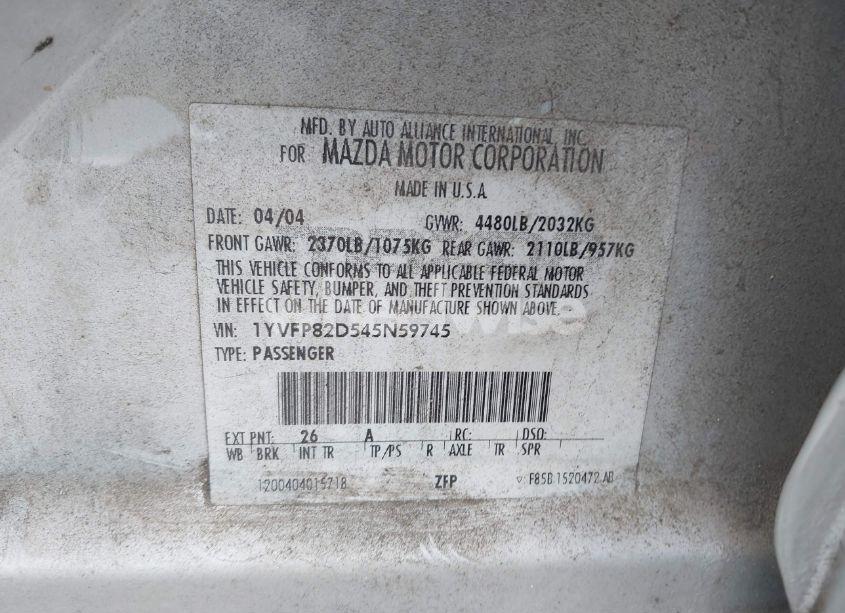 MFD. BY AUTO ALLIANCE INTERNATIONAL, INC
FOR MAZDA MOTOR CORPORATION
MADE IN U.S.A.
DATE: 04/04 GVWR: 4480LB/2032KG
FRONT GAWR: 2370LB/1075KG REAR GAWR: 2110LB/957KG
THIS VEHICLE CONFORMS TO ALL APPLICABLE FEDERAL MOTOR
VEHICLE SAFETY, BUMPER, AND THEFT PREVENTION STANDARDS
IN EFFECT ON THE DATE OF MANUFACTURE SHOWN ABOVE.
VIN: 1YVFP82D545N59745
TYPE: PASSENGER
EXT PNT: 26 A RC: DSO:
WB BRK INT TR TP/PS R AXLE TR SPR
1200404015718 ZFP F85B 1520472 AB